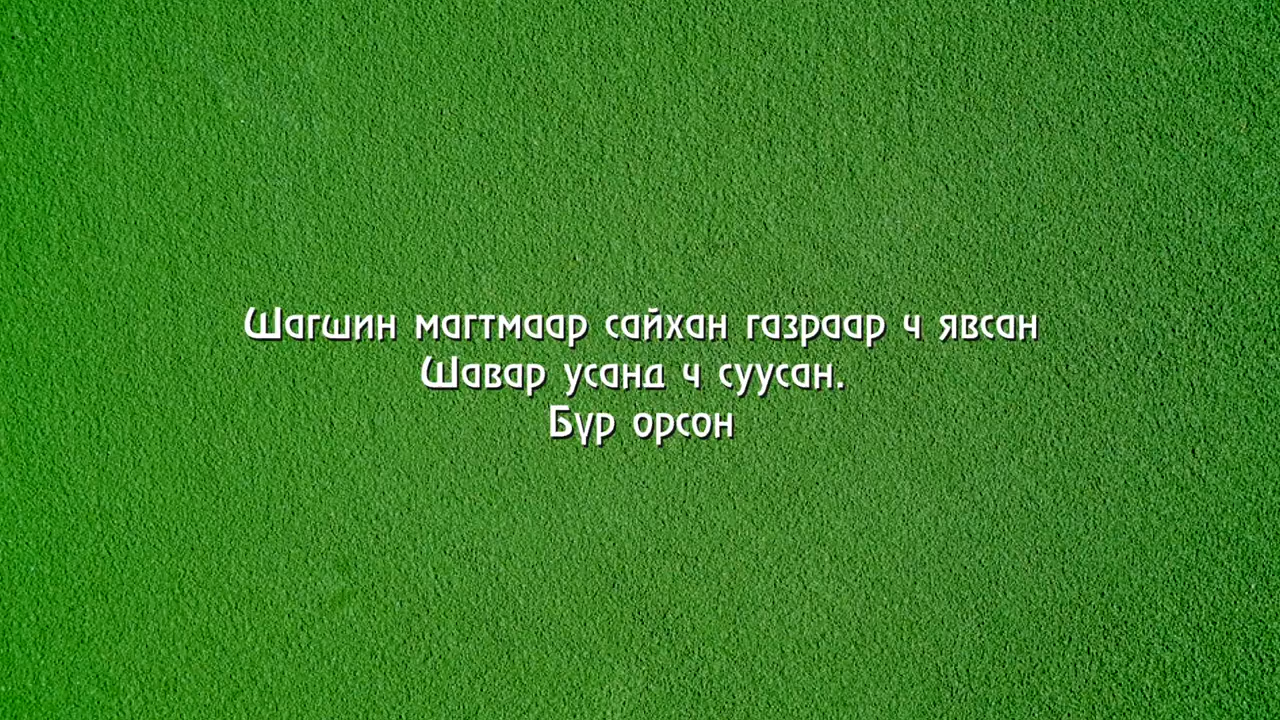 Шагшин магтмаар сайхан газраар ч явсан
Шавар усанд ч суусан.
Бүр орсон